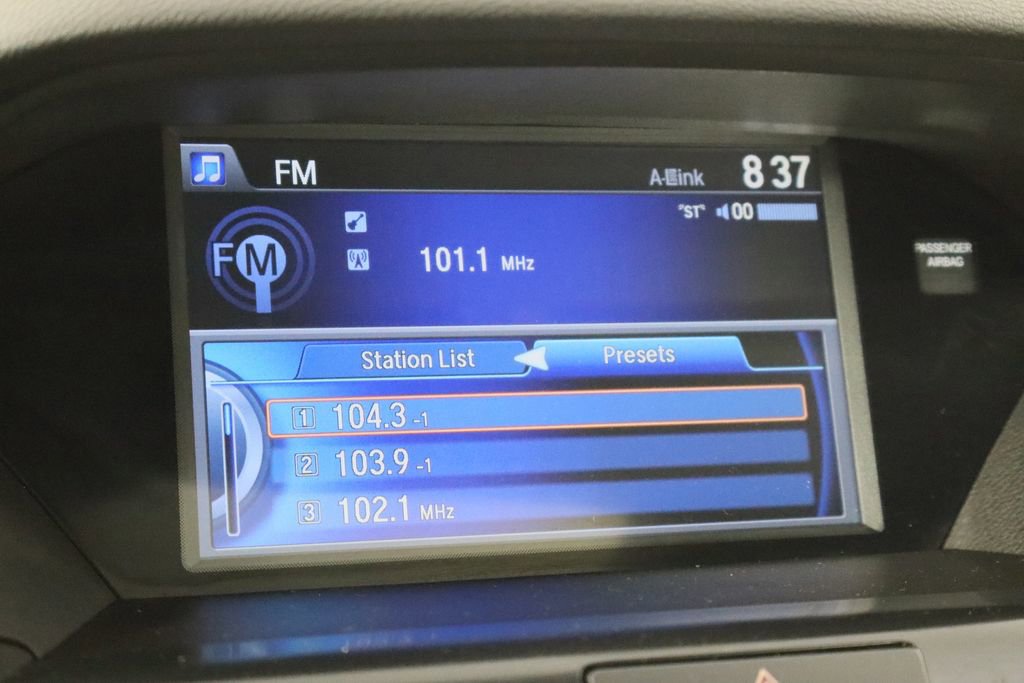 FM A-Link 8 37
"ST" 00
FM
101.1 MHz
PASSENGER
AIRBAG
Station List Presets
1 104.3 -1
2 103.9 -1
3 102.1 MHz